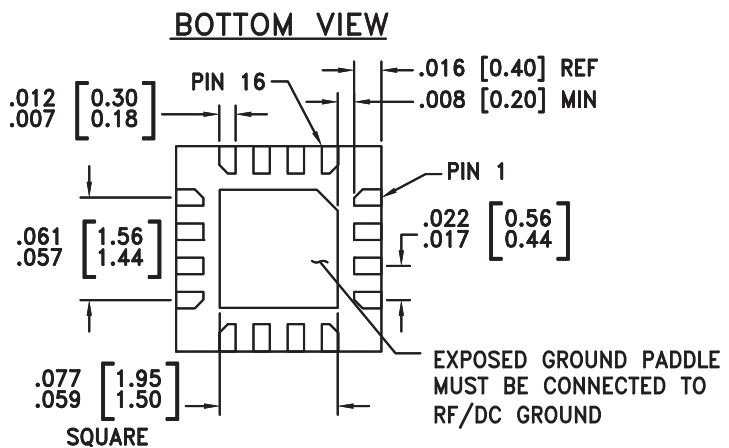 BOTTOM VIEW
PIN 16
.016 [0.40] REF
.012 [0.30]
.007 [0.18]
.008 [0.20] MIN
PIN 1
.022 [0.56]
.017 [0.44]
.061 [1.56]
.057 [1.44]
EXPOSED GROUND PADDLE
MUST BE CONNECTED TO
RF/DC GROUND
.077 [1.95]
.059 [1.50]
SQUARE